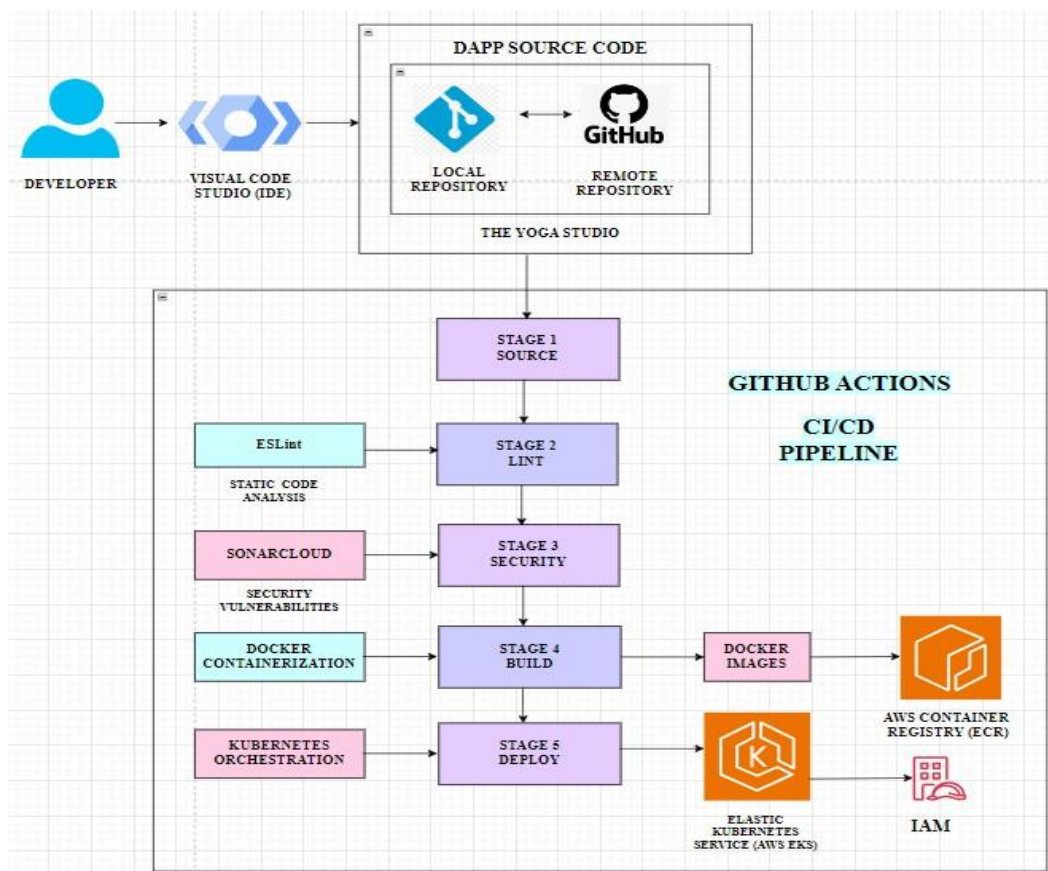 DAPP SOURCE CODE
GitHub
DEVELOPER
VISUAL CODE
STUDIO (IDE)
LOCAL
REPOSITORY
REMOTE
REPOSITORY
THE YOGA STUDIO
STAGE 1
SOURCE
GITHUB ACTIONS
CI/CD
PIPELINE
ESLint
STATIC CODE
ANALYSIS
STAGE 2
LINT
SONARCLOUD
SECURITY
VULNERABILITIES
STAGE 3
SECURITY
DOCKER
CONTAINERIZATION
STAGE 4
BUILD
DOCKER
IMAGES
AWS CONTAINER
REGISTRY (ECR)
KUBERNETES
ORCHESTRATION
STAGE 5
DEPLOY
K
ELASTIC
KUBERNETES
SERVICE (AWS EKS)
IAM